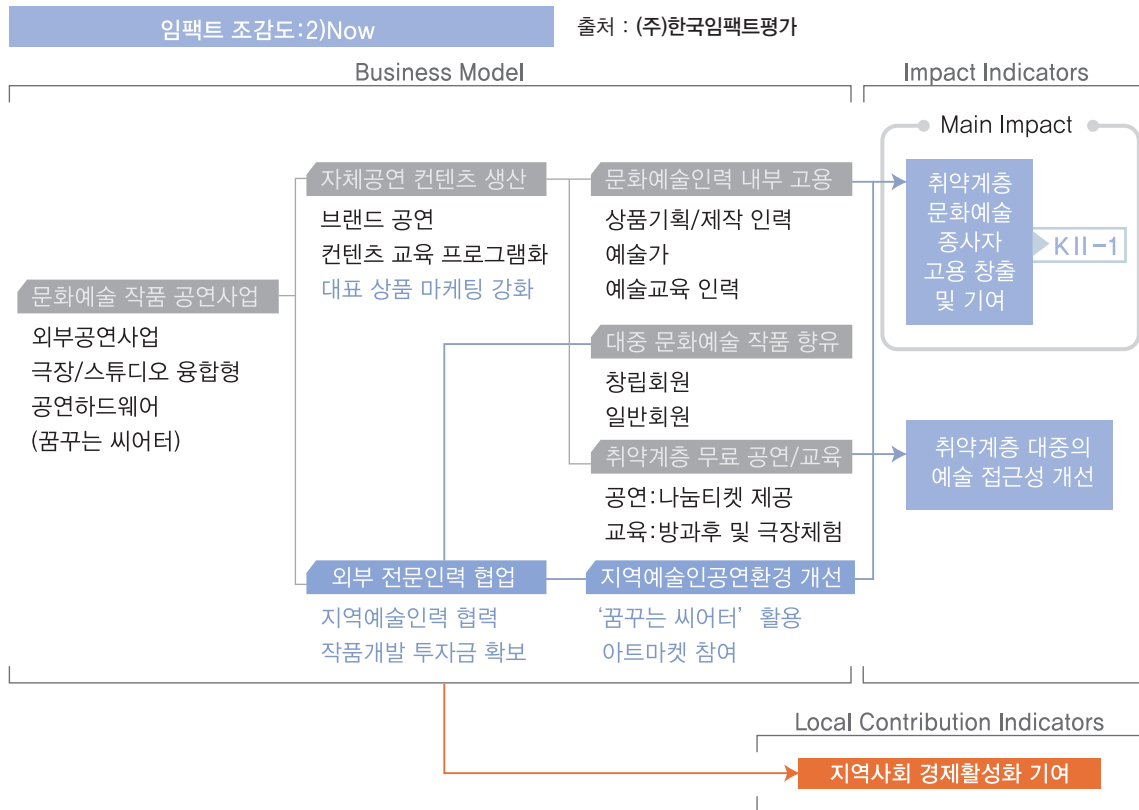 임팩트 조감도:2)Now
출처 : (주)한국임팩트평가
Business Model
Impact Indicators
Main Impact
문화예술 작품 공연사업
외부공연사업
극장/스튜디오 융합형
공연하드웨어
(꿈꾸는 씨어터)
자체공연 컨텐츠 생산
브랜드 공연
컨텐츠 교육 프로그램화
대표 상품 마케팅 강화
외부 전문인력 협업
지역예술인력 협력
작품개발 투자금 확보
문화예술인력 내부 고용
상품기획/제작 인력
예술가
예술교육 인력
대중 문화예술 작품 향유
창립회원
일반회원
취약계층 무료 공연/교육
공연:나눔티켓 제공
교육:방과후 및 극장체험
지역예술인공연환경 개선
‘꿈꾸는 씨어터’ 활용
아트마켓 참여
취약계층
문화예술
종사자
고용 창출
및 기여
KII-1
취약계층 대중의
예술 접근성 개선
Local Contribution Indicators
지역사회 경제활성화 기여